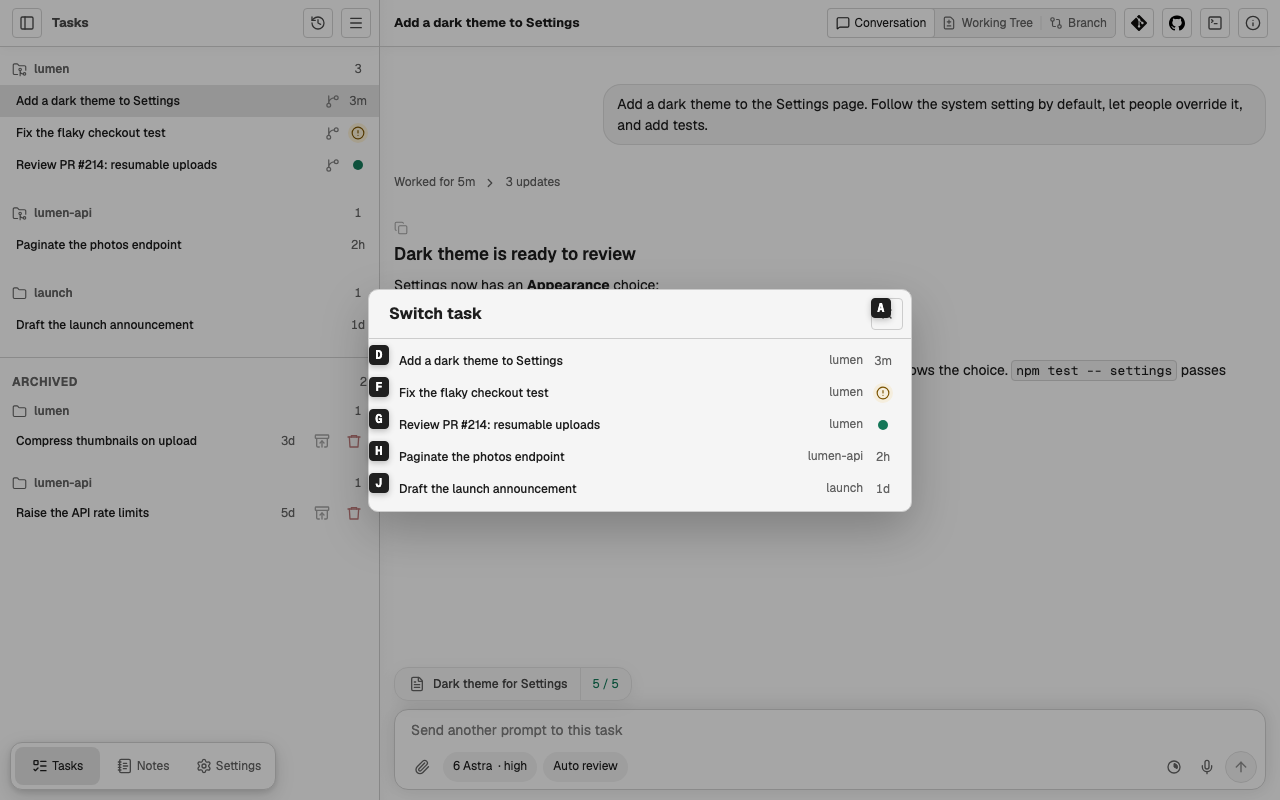 Tasks
Add a dark theme to Settings
Conversation
Working Tree
Branch
lumen 3
Add a dark theme to Settings 3m
Fix the flaky checkout test
Review PR #214: resumable uploads
lumen-api 1
Paginate the photos endpoint 2h
launch 1
Draft the launch announcement 1d
ARCHIVED 2
lumen 1
Compress thumbnails on upload 3d
lumen-api 1
Raise the API rate limits 5d
Tasks
Notes
Settings
Add a dark theme to the Settings page. Follow the system setting by default, let people override it,
and add tests.
Worked for 5m 3 updates
Dark theme is ready to review
Settings now has an Appearance choice:
ows the choice. npm test -- settings passes
Switch task
A
D Add a dark theme to Settings lumen 3m
F Fix the flaky checkout test lumen
G Review PR #214: resumable uploads lumen
H Paginate the photos endpoint lumen-api 2h
J Draft the launch announcement launch 1d
Dark theme for Settings 5 / 5
Send another prompt to this task
6 Astra · high
Auto review